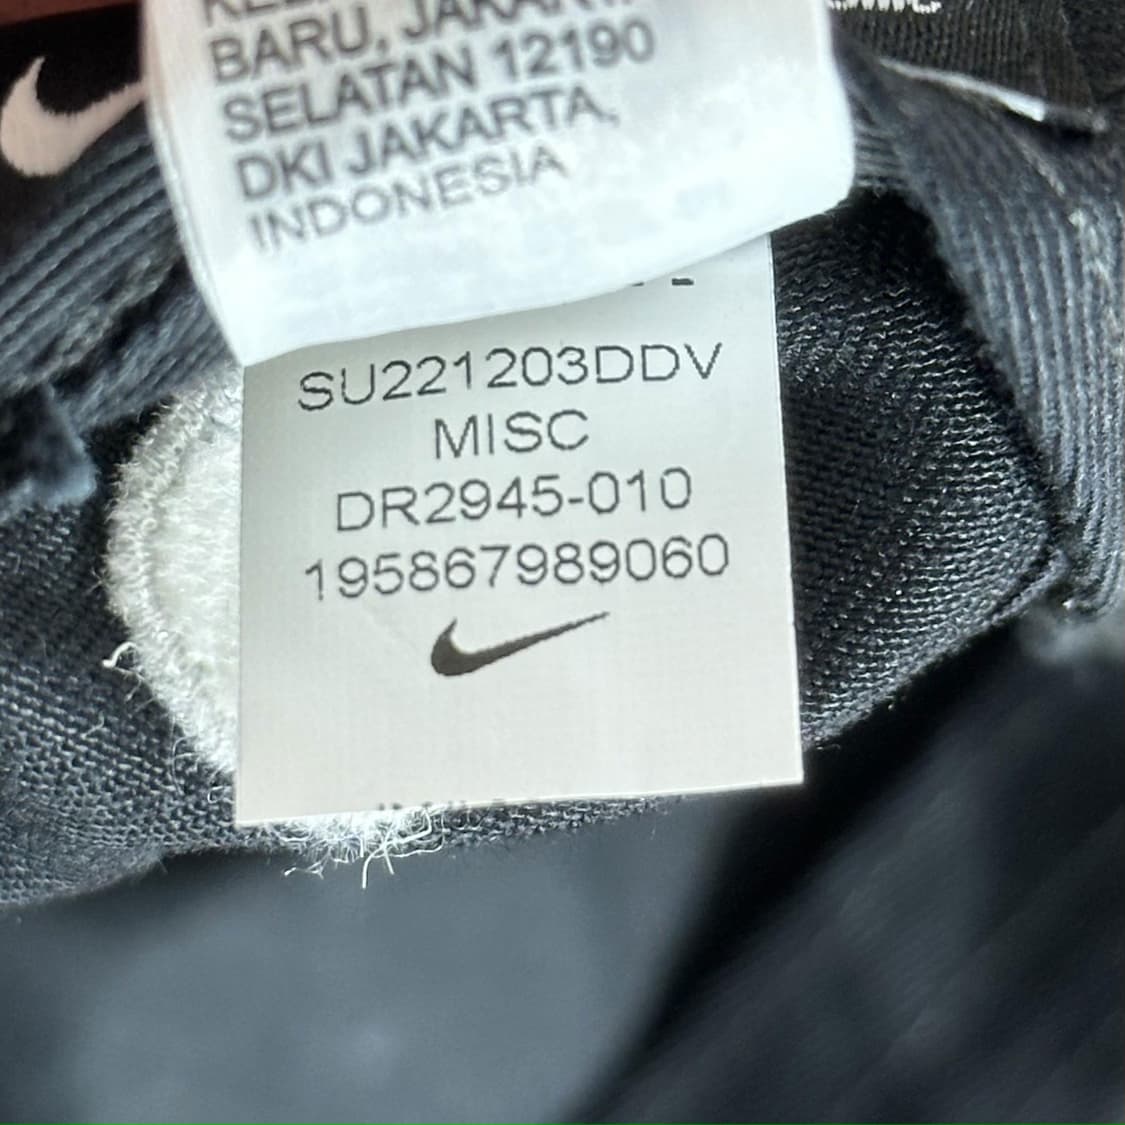 BARU, JAKARTA
SELATAN 12190
DKI JAKARTA,
INDONESIA
SU221203DDV
MISC
DR2945-010
195867989060